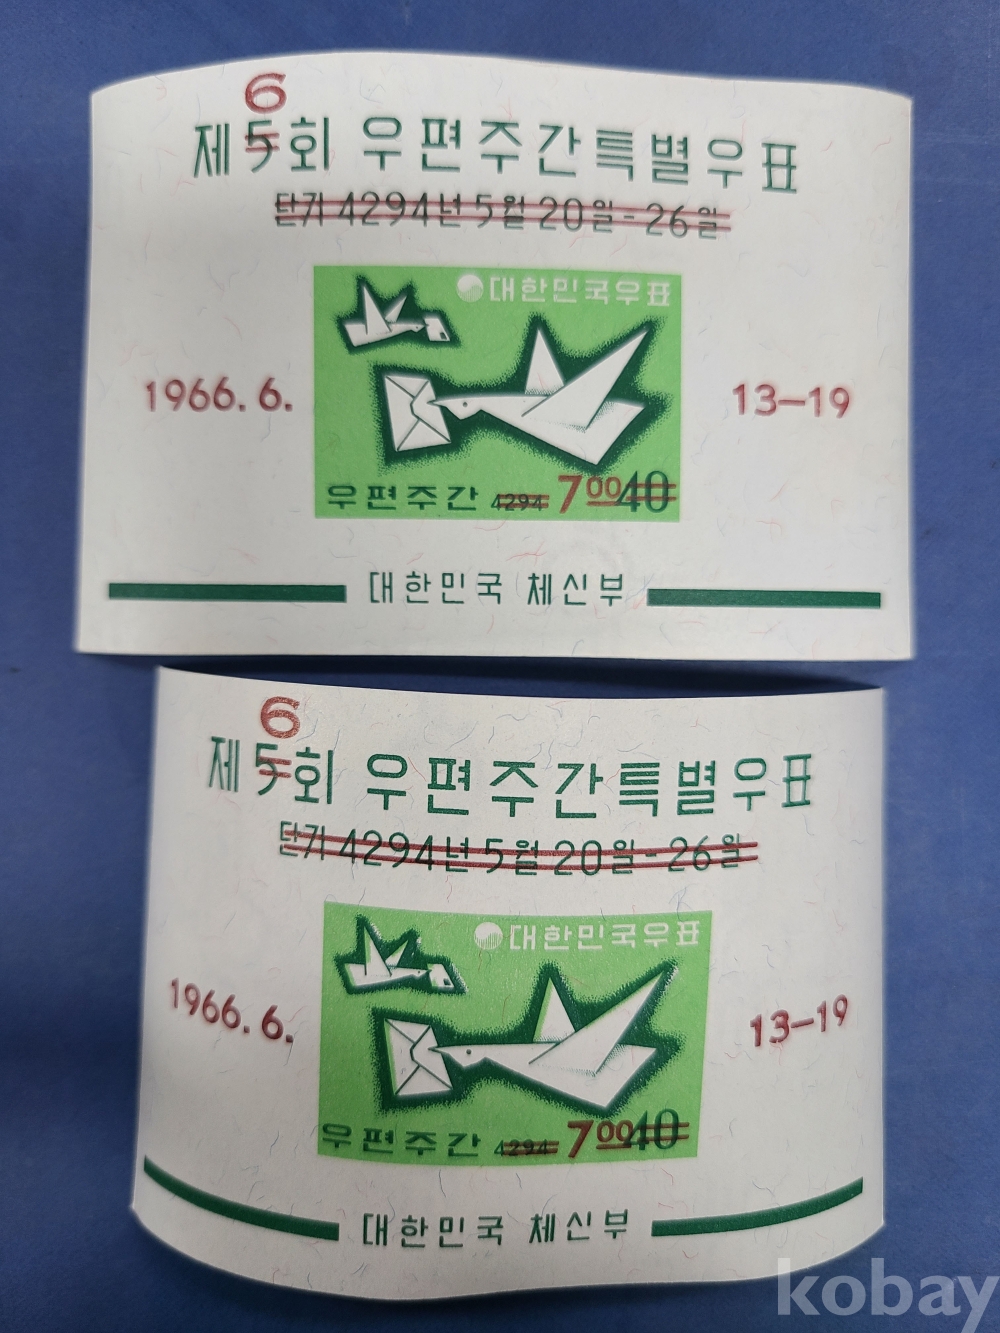 6
제5회 우편주간특별우표
단기 4294년 5월 20일-26일
대한민국우표
1966. 6. 13-19
우편주간 4294 7 00 40
대한민국 체신부
6
제5회 우편주간특별우표
단기 4294년 5월 20일-26일
대한민국우표
1966. 6. 13-19
우편주간 4294 7 00 40
대한민국 체신부
kobay